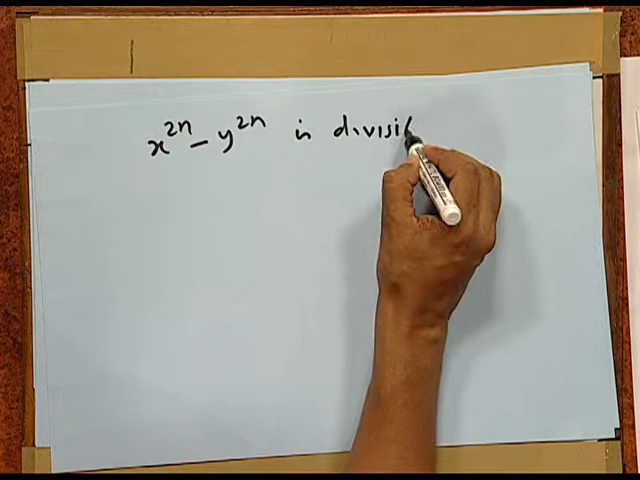 x^{2n} - y^{2n} is divisi